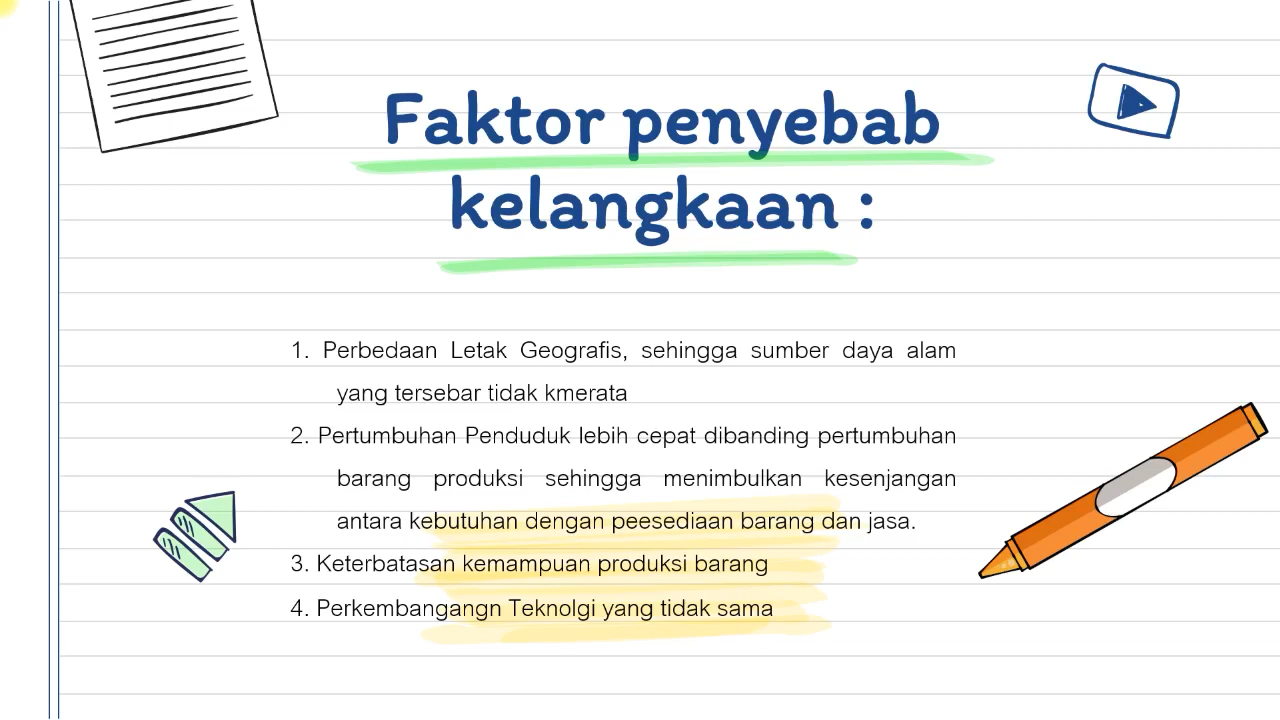 Faktor penyebab
kelangkaan :
1. Perbedaan Letak Geografis, sehingga sumber daya alam
yang tersebar tidak kmerata
2. Pertumbuhan Penduduk lebih cepat dibanding pertumbuhan
barang produksi sehingga menimbulkan kesenjangan
antara kebutuhan dengan peesediaan barang dan jasa.
3. Keterbatasan kemampuan produksi barang
4. Perkembangangn Teknolgi yang tidak sama